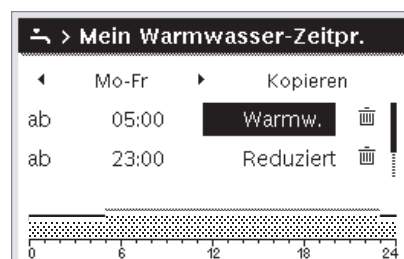 > Mein Warmwasser-Zeitpr.
Mo-Fr Kopieren
ab 05:00 Warmw.
ab 23:00 Reduziert
0 6 12 18 24